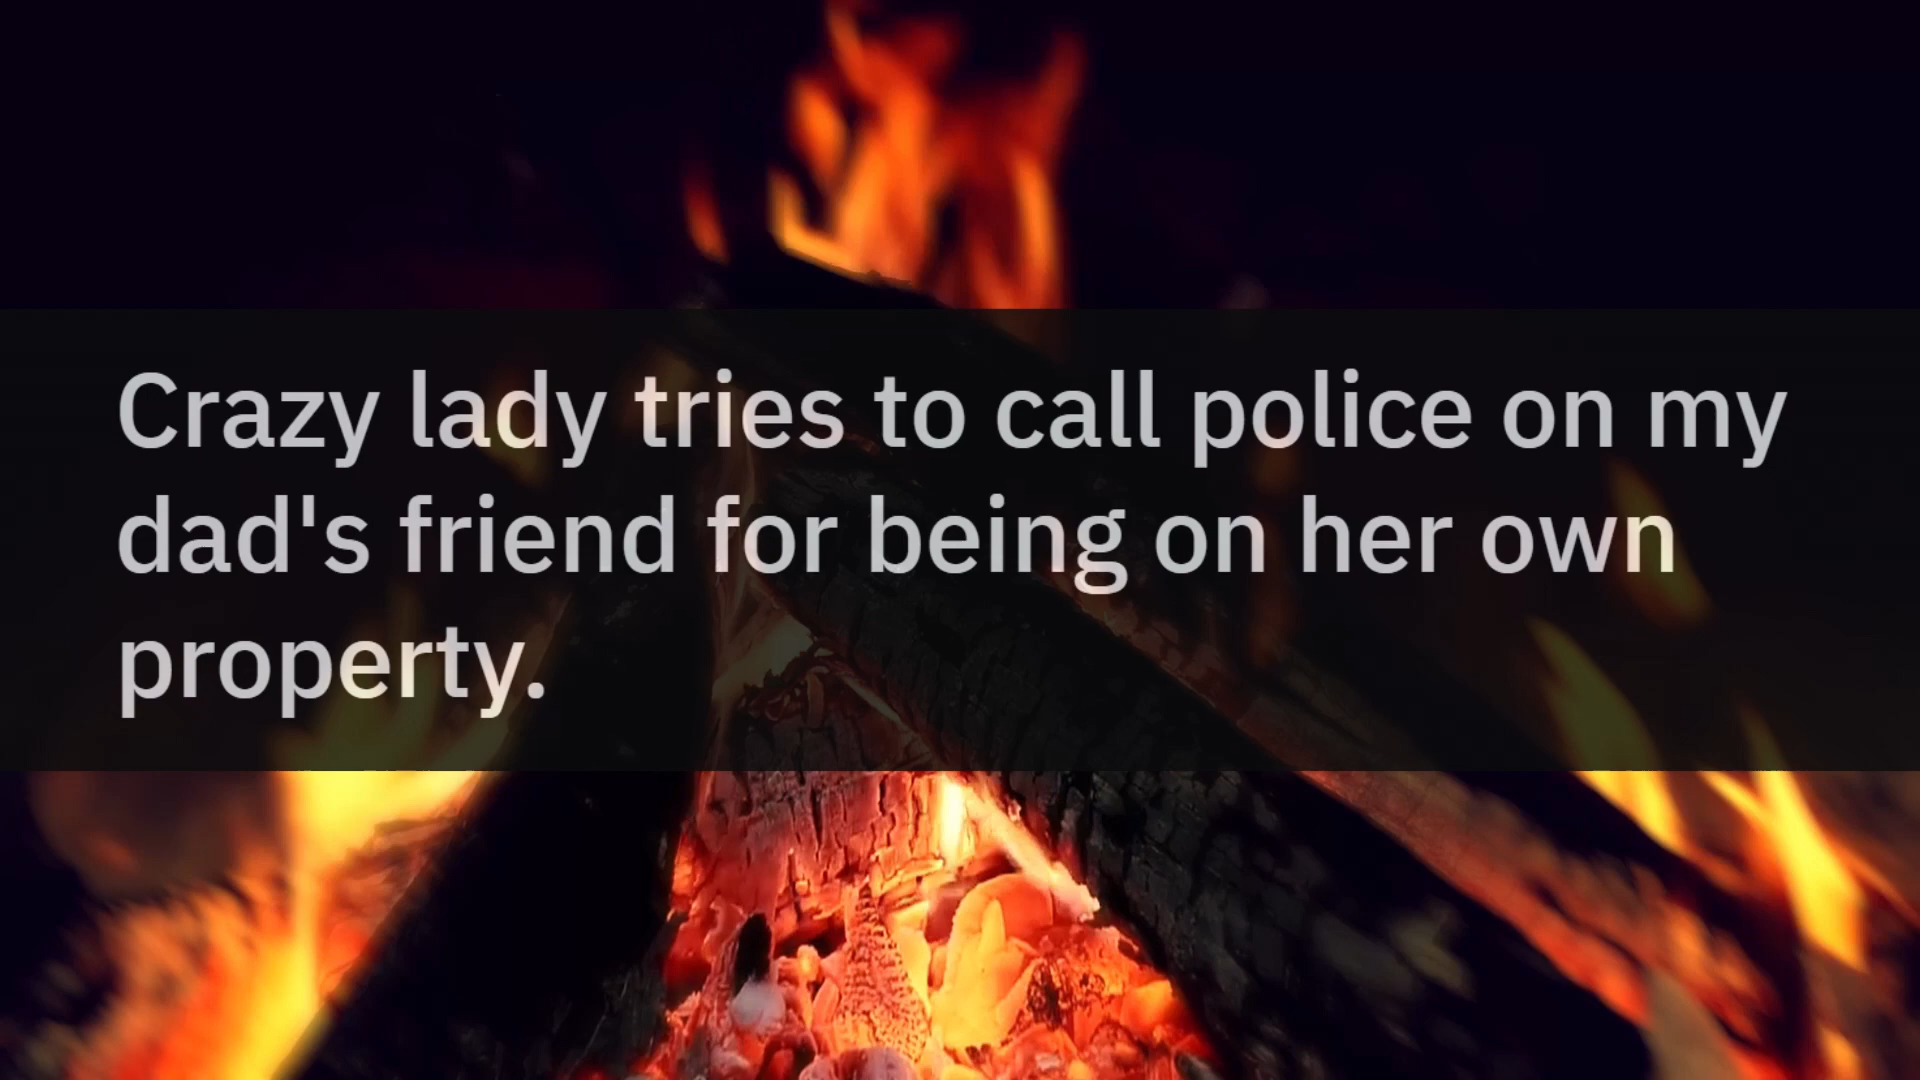 Crazy lady tries to call police on my
dad's friend for being on her own
property.